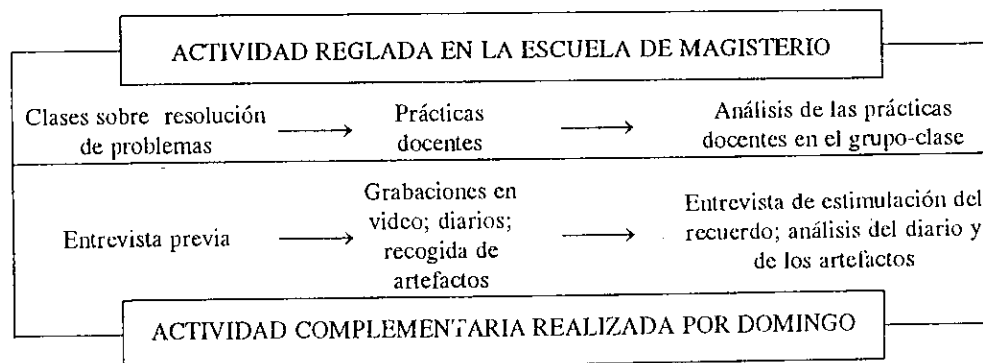 ACTIVIDAD REGLADA EN LA ESCUELA DE MAGISTERIO
Clases sobre resolución
de problemas
Prácticas
docentes
Análisis de las prácticas
docentes en el grupo-clase
Entrevista previa
Grabaciones en
video; diarios;
recogida de
artefactos
Entrevista de estimulación del
recuerdo; análisis del diario y
de los artefactos
ACTIVIDAD COMPLEMENTARIA REALIZADA POR DOMINGO